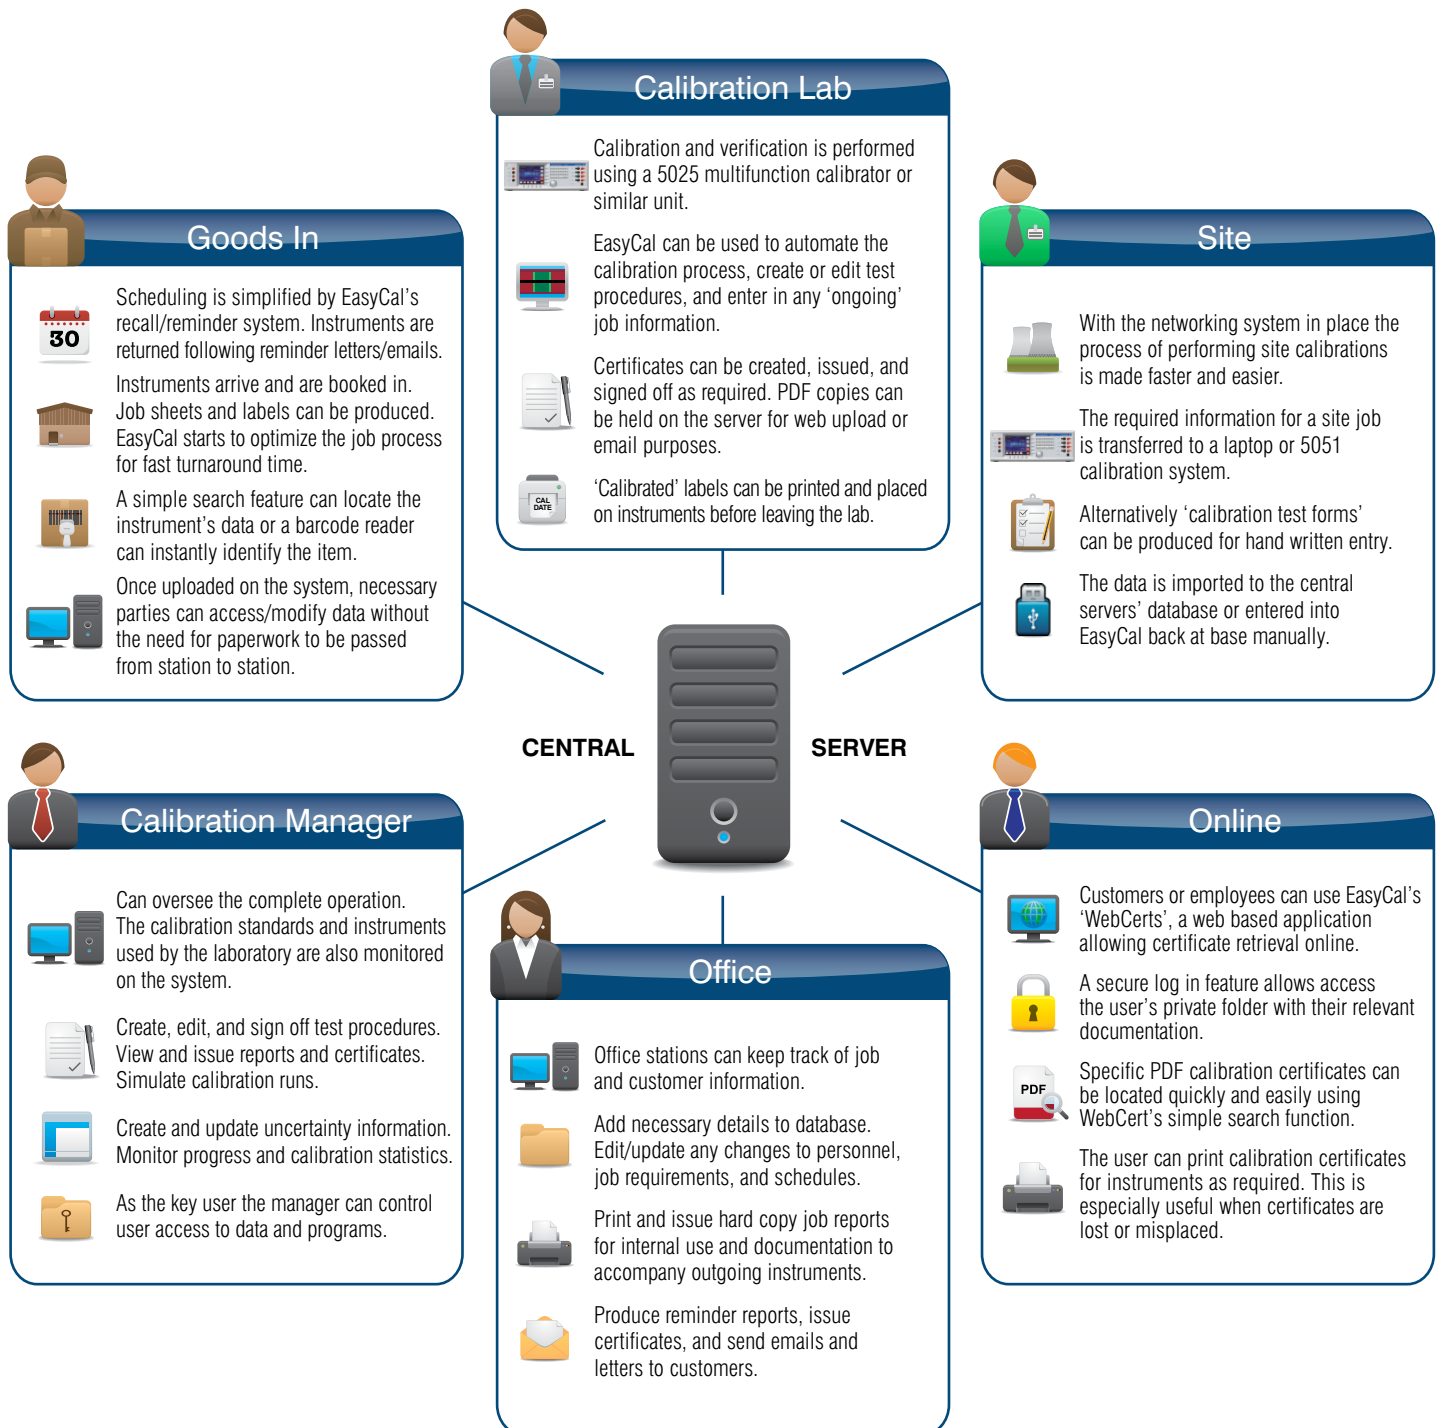 Calibration Lab
Calibration and verification is performed
using a 5025 multifunction calibrator or
similar unit.
EasyCal can be used to automate the
calibration process, create or edit test
procedures, and enter in any ‘ongoing’
job information.
Certificates can be created, issued, and
signed off as required. PDF copies can
be held on the server for web upload or
email purposes.
CAL
DATE
‘Calibrated’ labels can be printed and placed
on instruments before leaving the lab.
Goods In
30
Scheduling is simplified by EasyCal’s
recall/reminder system. Instruments are
returned following reminder letters/emails.
Instruments arrive and are booked in.
Job sheets and labels can be produced.
EasyCal starts to optimize the job process
for fast turnaround time.
A simple search feature can locate the
instrument’s data or a barcode reader
can instantly identify the item.
Once uploaded on the system, necessary
parties can access/modify data without
the need for paperwork to be passed
from station to station.
Site
With the networking system in place the
process of performing site calibrations
is made faster and easier.
The required information for a site job
is transferred to a laptop or 5051
calibration system.
Alternatively ‘calibration test forms’
can be produced for hand written entry.
The data is imported to the central
servers’ database or entered into
EasyCal back at base manually.
CENTRAL SERVER
Calibration Manager
Can oversee the complete operation.
The calibration standards and instruments
used by the laboratory are also monitored
on the system.
Create, edit, and sign off test procedures.
View and issue reports and certificates.
Simulate calibration runs.
Create and update uncertainty information.
Monitor progress and calibration statistics.
As the key user the manager can control
user access to data and programs.
Office
Office stations can keep track of job
and customer information.
Add necessary details to database.
Edit/update any changes to personnel,
job requirements, and schedules.
Print and issue hard copy job reports
for internal use and documentation to
accompany outgoing instruments.
Produce reminder reports, issue
certificates, and send emails and
letters to customers.
Online
Customers or employees can use EasyCal’s
‘WebCerts’, a web based application
allowing certificate retrieval online.
A secure log in feature allows access
the user’s private folder with their relevant
documentation.
PDF
Specific PDF calibration certificates can
be located quickly and easily using
WebCert’s simple search function.
The user can print calibration certificates
for instruments as required. This is
especially useful when certificates are
lost or misplaced.